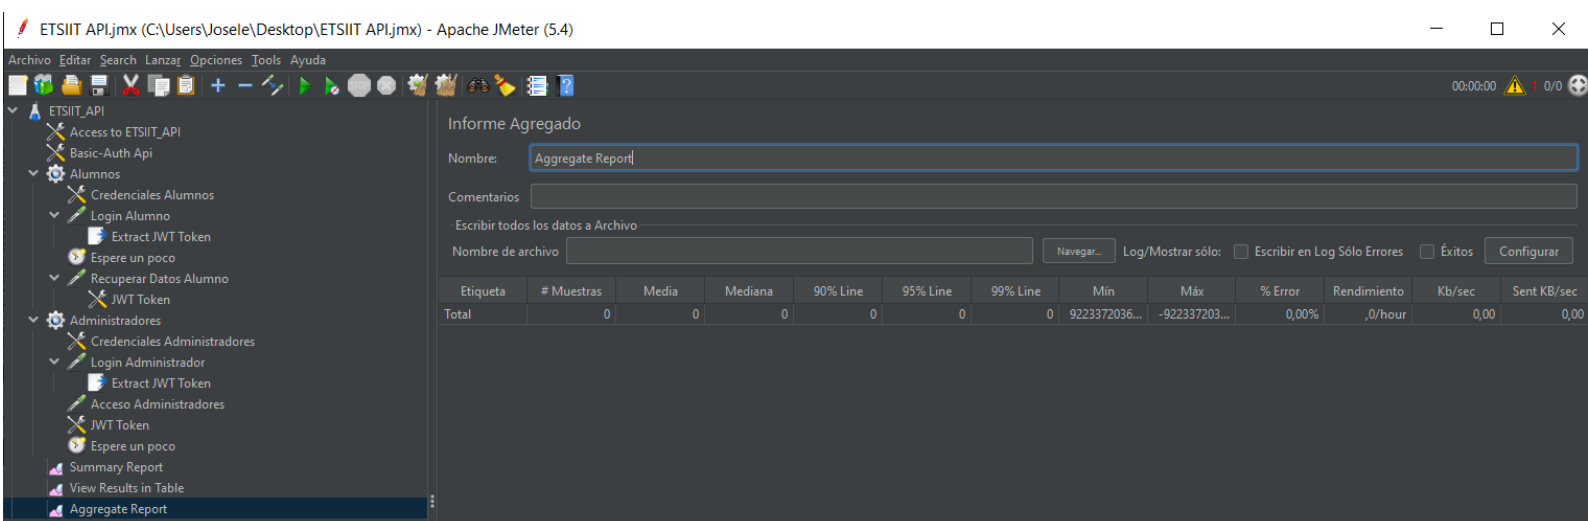 ETSIIT API.jmx (C:\Users\Josele\Desktop\ETSIIT API.jmx) - Apache JMeter (5.4)
Archivo Editar Search Lanzar Opciones Tools Ayuda
00:00:00 1 0/0
ETSIIT_API
Access to ETSIIT_API
Basic-Auth Api
Alumnos
Credenciales Alumnos
Login Alumno
Extract JWT Token
Espere un poco
Recuperar Datos Alumno
JWT Token
Administradores
Credenciales Administradores
Login Administrador
Extract JWT Token
Acceso Administradores
JWT Token
Espere un poco
Summary Report
View Results in Table
Aggregate Report
Informe Agregado
Nombre: Aggregate Report
Comentarios
Escribir todos los datos a Archivo
Nombre de archivo Navegar... Log/Mostrar sólo: Escribir en Log Sólo Errores Éxitos Configurar
Etiqueta # Muestras Media Mediana 90% Line 95% Line 99% Line Mín Máx % Error Rendimiento Kb/sec Sent KB/sec
Total 0 0 0 0 0 0 9223372036... -922337203... 0,00% ,0/hour 0,00 0,00